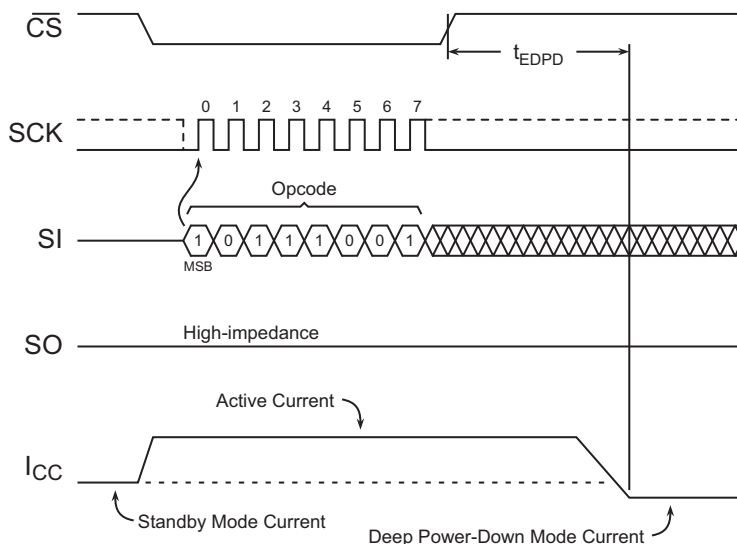 CS
tEDPD
0 1 2 3 4 5 6 7
SCK
Opcode
SI 1 0 1 1 1 0 0 1
MSB
High-impedance
SO
Active Current
ICC
Standby Mode Current
Deep Power-Down Mode Current